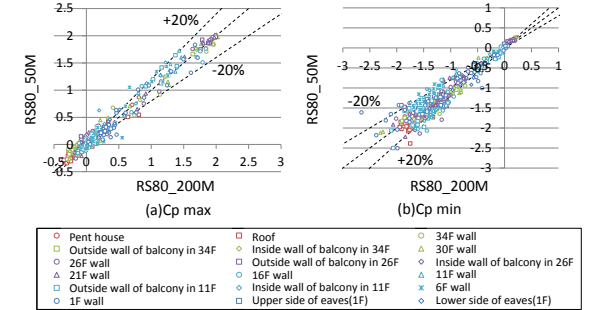 2.5
2
1.5
1
0.5
0
-0.5
-0.5 0 0.5 1 1.5 2 2.5 3
+20%
-20%
RS80_50M
RS80_200M
(a)Cp max
1
0.5
0
-0.5
-1
-1.5
-2
-2.5
-3
-3 -2.5 -2 -1.5 -1 -0.5 0 0.5 1
-20%
+20%
RS80_50M
RS80_200M
(b)Cp min
Pent house Roof 34F wall
Outside wall of balcony in 34F Inside wall of balcony in 34F 30F wall
26F wall Outside wall of balcony in 26F Inside wall of balcony in 26F
21F wall 16F wall 11F wall
Outside wall of balcony in 11F Inside wall of balcony in 11F 6F wall
1F wall Upper side of eaves(1F) Lower side of eaves(1F)